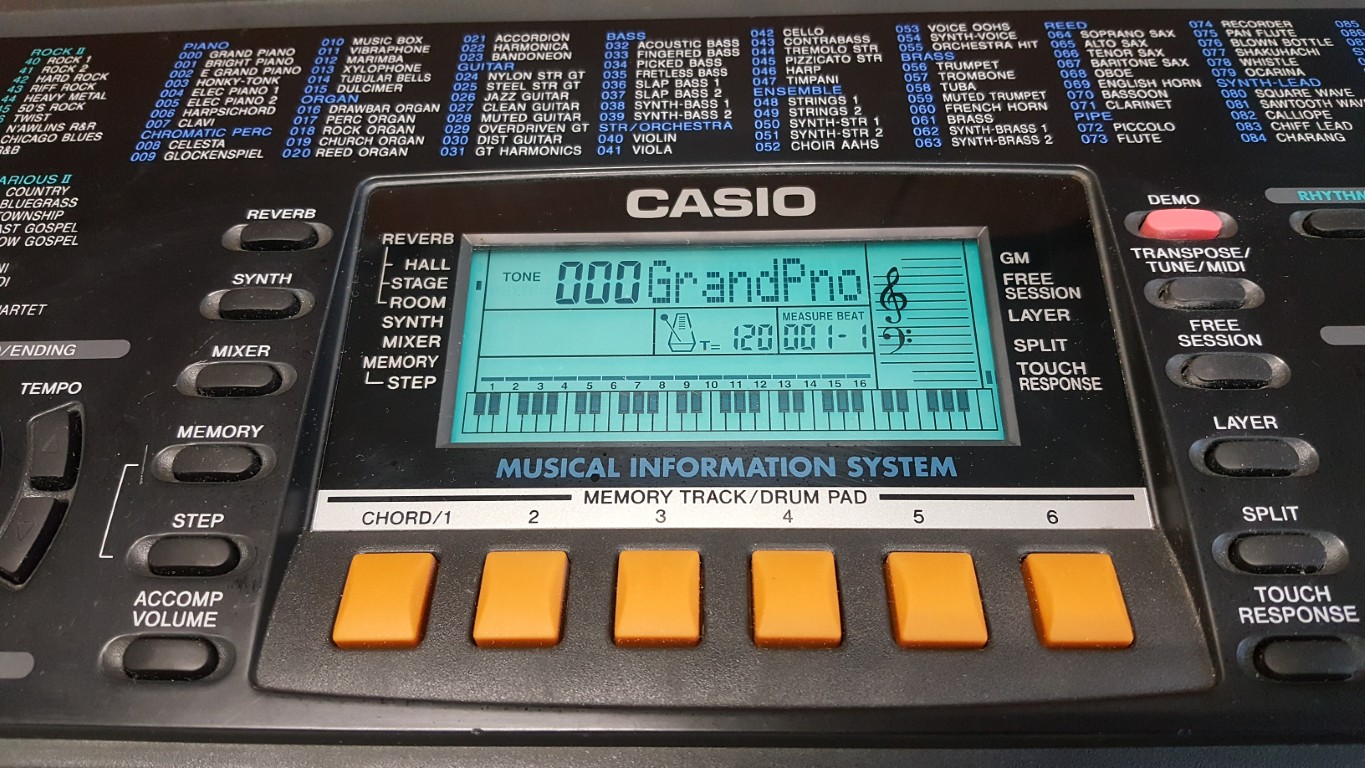 ROCK II
40 ROCK 1
41 ROCK 2
42 HARD ROCK
43 RIFF ROCK
44 HEAVY METAL
50'S ROCK
TWIST
N'AWLINS R&R
CHICAGO BLUES
R&B
ARIOUS II
COUNTRY
BLUEGRASS
TOWNSHIP
AST GOSPEL
OW GOSPEL
ARTET
O/ENDING
TEMPO
PIANO
000 GRAND PIANO
001 BRIGHT PIANO
002 E GRAND PIANO
003 HONKY-TONK
004 ELEC PIANO 1
005 ELEC PIANO 2
006 HARPSICHORD
007 CLAVI
CHROMATIC PERC
008 CELESTA
009 GLOCKENSPIEL
010 MUSIC BOX
011 VIBRAPHONE
012 MARIMBA
013 XYLOPHONE
014 TUBULAR BELLS
015 DULCIMER
ORGAN
016 DRAWBAR ORGAN
017 PERC ORGAN
018 ROCK ORGAN
019 CHURCH ORGAN
020 REED ORGAN
021 ACCORDION
022 HARMONICA
023 BANDONEON
GUITAR
024 NYLON STR GT
025 STEEL STR GT
026 JAZZ GUITAR
027 CLEAN GUITAR
028 MUTED GUITAR
029 OVERDRIVEN GT
030 DIST GUITAR
031 GT HARMONICS
BASS
032 ACOUSTIC BASS
033 FINGERED BASS
034 PICKED BASS
035 FRETLESS BASS
036 SLAP BASS 1
037 SLAP BASS 2
038 SYNTH-BASS 1
039 SYNTH-BASS 2
STR/ORCHESTRA
040 VIOLIN
041 VIOLA
042 CELLO
043 CONTRABASS
044 TREMOLO STR
045 PIZZICATO STR
046 HARP
047 TIMPANI
ENSEMBLE
048 STRINGS 1
049 STRINGS 2
050 SYNTH-STR 1
051 SYNTH-STR 2
052 CHOIR AAHS
053 VOICE OOHS
054 SYNTH-VOICE
055 ORCHESTRA HIT
BRASS
056 TRUMPET
057 TROMBONE
058 TUBA
059 MUTED TRUMPET
060 FRENCH HORN
061 BRASS
062 SYNTH-BRASS 1
063 SYNTH-BRASS 2
REED
064 SOPRANO SAX
065 ALTO SAX
066 TENOR SAX
067 BARITONE SAX
068 OBOE
069 ENGLISH HORN
070 BASSOON
071 CLARINET
PIPE
072 PICCOLO
073 FLUTE
074 RECORDER
075 PAN FLUTE
076 BLOWN BOTTLE
077 SHAKUHACHI
078 WHISTLE
079 OCARINA
SYNTH-LEAD
080 SQUARE WAVE
081 SAWTOOTH WAV
082 CALLIOPE
083 CHIFF LEAD
084 CHARANG
085
REVERB
SYNTH
MIXER
MEMORY
STEP
ACCOMP
VOLUME
CASIO
REVERB
HALL
STAGE
ROOM
SYNTH
MIXER
MEMORY
STEP
TONE 000 GrandPno
MEASURE BEAT
T= 120 001-1
1 2 3 4 5 6 7 8 9 10 11 12 13 14 15 16
GM
FREE
SESSION
LAYER
SPLIT
TOUCH
RESPONSE
MUSICAL INFORMATION SYSTEM
MEMORY TRACK/DRUM PAD
CHORD/1 2 3 4 5 6
DEMO
TRANSPOSE/
TUNE/MIDI
FREE
SESSION
LAYER
SPLIT
TOUCH
RESPONSE
RHYTHM